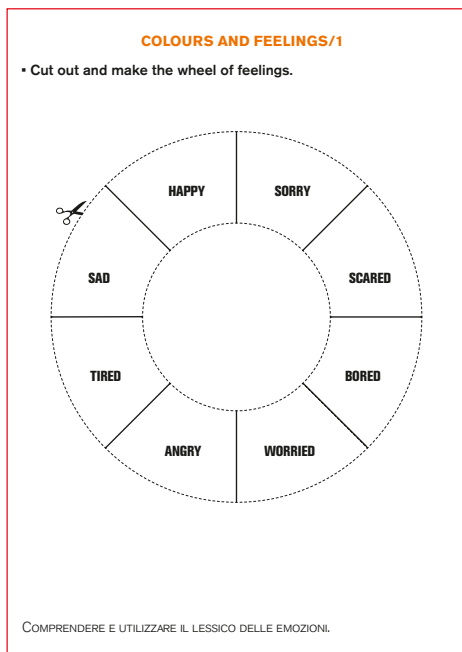 COLOURS AND FEELINGS/1
▪ Cut out and make the wheel of feelings.
HAPPY
SORRY
SAD
SCARED
TIRED
BORED
ANGRY
WORRIED
COMPRENDERE E UTILIZZARE IL LESSICO DELLE EMOZIONI.